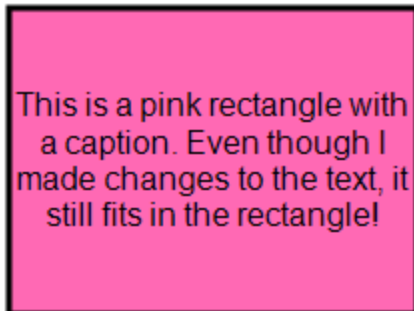 This is a pink rectangle with
a caption. Even though I
made changes to the text, it
still fits in the rectangle!